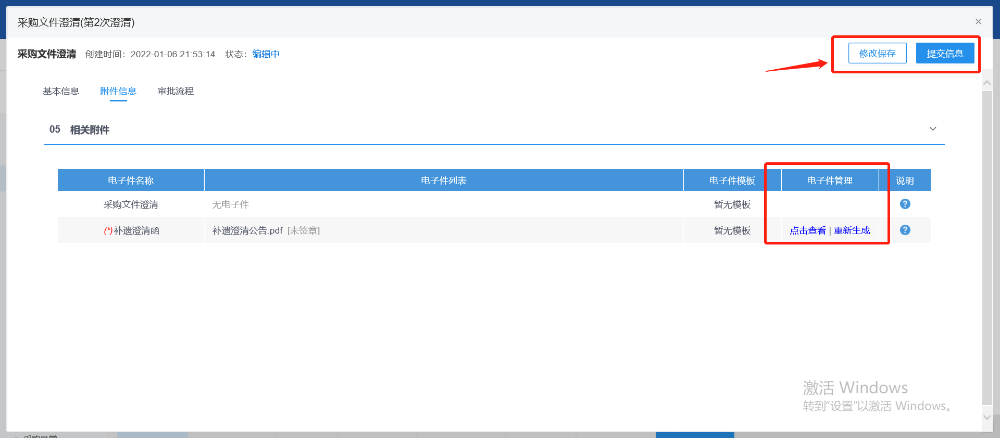 采购文件澄清(第2次澄清)
×
采购文件澄清 创建时间：2022-01-06 21:53:14 状态：编辑中
修改保存 提交信息
基本信息 附件信息 审批流程
05 相关附件
电子件名称 电子件列表 电子件模板 电子件管理 说明
采购文件澄清 无电子件 暂无模板 ?
(*)补遗澄清函 补遗澄清公告.pdf [未签章] 暂无模板 点击查看 | 重新生成 ?
激活 Windows
转到“设置”以激活 Windows。